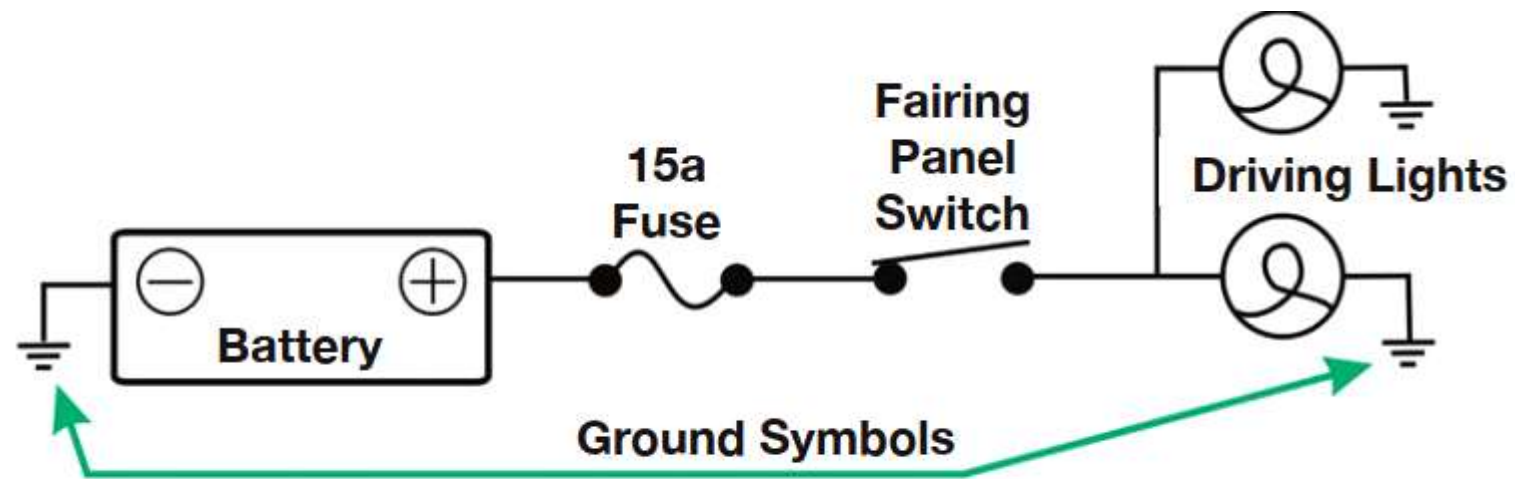 15a
Fuse
Fairing
Panel
Switch
Driving Lights
Battery
Ground Symbols